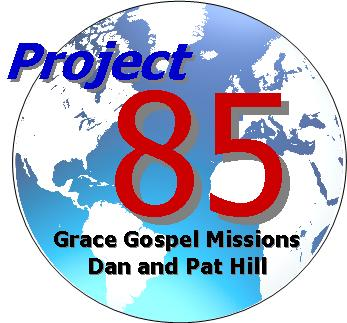 Project
85
Grace Gospel Missions
Dan and Pat Hill